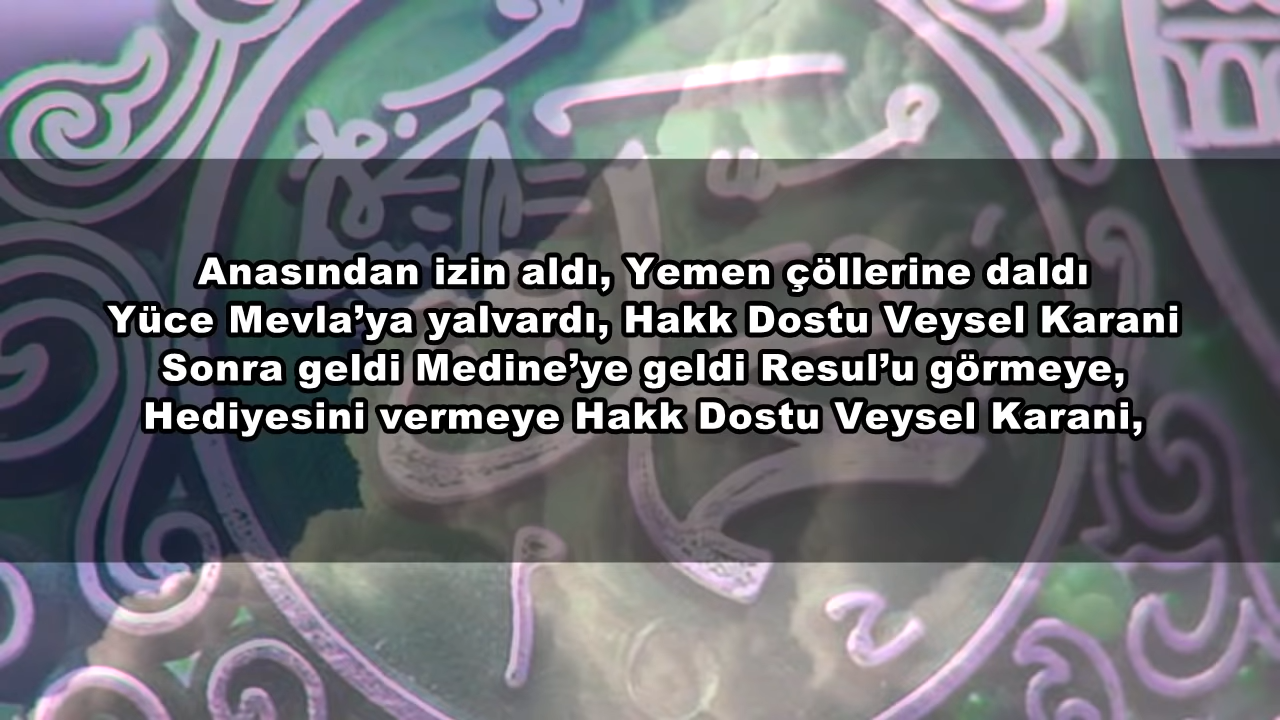 Anasından izin aldı, Yemen çöllerine daldı
Yüce Mevla’ya yalvardı, Hakk Dostu Veysel Karani
Sonra geldi Medine’ye geldi Resul’u görmeye,
Hediyesini vermeye Hakk Dostu Veysel Karani,